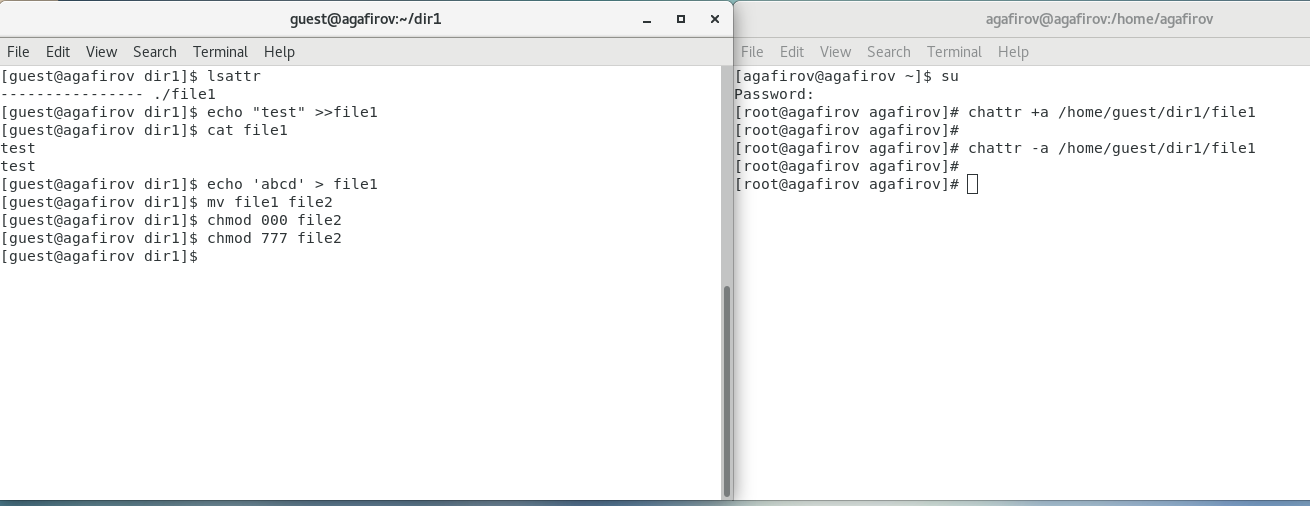 guest@agafirov:~/dir1
File Edit View Search Terminal Help
[guest@agafirov dir1]$ lsattr
---------------- ./file1
[guest@agafirov dir1]$ echo "test" >>file1
[guest@agafirov dir1]$ cat file1
test
test
[guest@agafirov dir1]$ echo 'abcd' > file1
[guest@agafirov dir1]$ mv file1 file2
[guest@agafirov dir1]$ chmod 000 file2
[guest@agafirov dir1]$ chmod 777 file2
[guest@agafirov dir1]$
agafirov@agafirov:/home/agafirov
File Edit View Search Terminal Help
[agafirov@agafirov ~]$ su
Password:
[root@agafirov agafirov]# chattr +a /home/guest/dir1/file1
[root@agafirov agafirov]#
[root@agafirov agafirov]# chattr -a /home/guest/dir1/file1
[root@agafirov agafirov]#
[root@agafirov agafirov]#